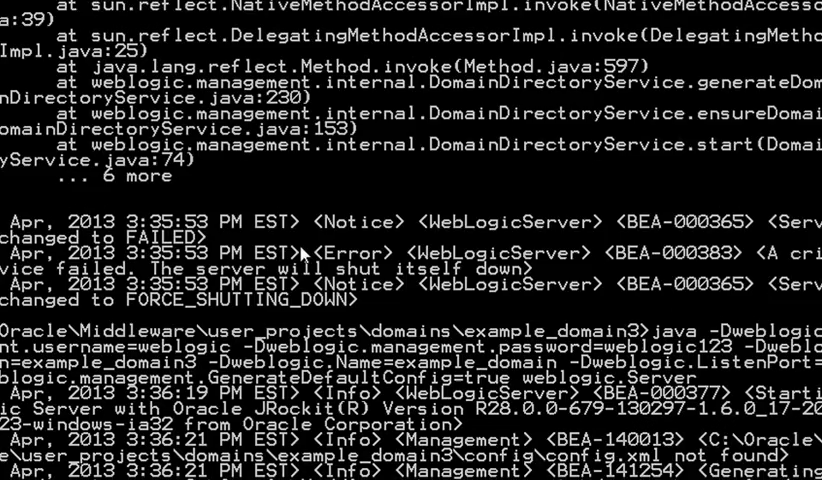 at sun.reflect.NativeMethodAccessorImpl.invoke(NativeMethodAccesso
a:39)
at sun.reflect.DelegatingMethodAccessorImpl.invoke(DelegatingMetho
Impl.java:25)
at java.lang.reflect.Method.invoke(Method.java:597)
at weblogic.management.internal.DomainDirectoryService.generateDom
nDirectoryService.java:230)
at weblogic.management.internal.DomainDirectoryService.ensureDomai
omainDirectoryService.java:153)
at weblogic.management.internal.DomainDirectoryService.start(Domai
yService.java:74)
... 6 more
Apr, 2013 3:35:53 PM EST> <Notice> <WebLogicServer> <BEA-000365> <Serv
changed to FAILED>
Apr, 2013 3:35:53 PM EST> <Error> <WebLogicServer> <BEA-000383> <A cri
vice failed. The server will shut itself down>
Apr, 2013 3:35:53 PM EST> <Notice> <WebLogicServer> <BEA-000365> <Serv
changed to FORCE_SHUTTING_DOWN>
Oracle\Middleware\user_projects\domains\example_domain3>java -Dweblogic
nt.username=weblogic -Dweblogic.management.password=weblogic123 -Dweblo
n=example_domain3 -Dweblogic.Name=example_domain -Dweblogic.ListenPort=
blogic.management.GenerateDefaultConfig=true weblogic.Server
Apr, 2013 3:36:19 PM EST> <Info> <WebLogicServer> <BEA-000377> <Starti
ic Server with Oracle JRockit(R) Version R28.0.0-679-130297-1.6.0_17-20
23-windows-ia32 from Oracle Corporation>
Apr, 2013 3:36:21 PM EST> <Info> <Management> <BEA-140013> <C:\Oracle\
e\user_projects\domains\example_domain3\config\config.xml not found>
Apr, 2013 3:36:21 PM EST> <Info> <Management> <BEA-141254> <Generating